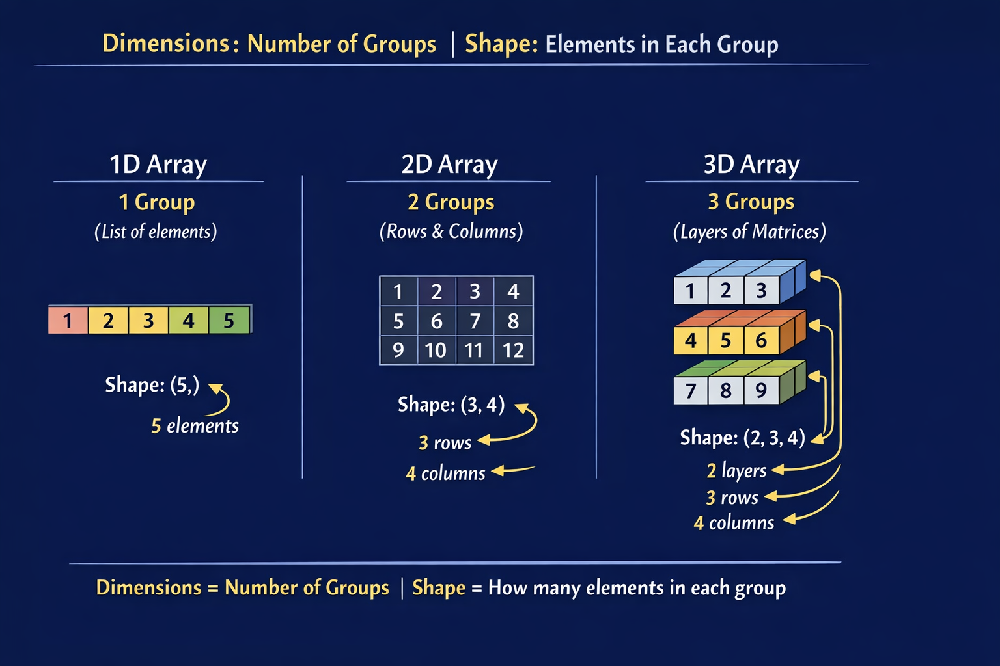 Dimensions: Number of Groups | Shape: Elements in Each Group
1D Array
1 Group
(List of elements)
1 2 3 4 5
Shape: (5,)
5 elements
2D Array
2 Groups
(Rows & Columns)
1 2 3 4
5 6 7 8
9 10 11 12
Shape: (3, 4)
3 rows
4 columns
3D Array
3 Groups
(Layers of Matrices)
1 2 3
4 5 6
7 8 9
Shape: (2, 3, 4)
2 layers
3 rows
4 columns
Dimensions = Number of Groups | Shape = How many elements in each group